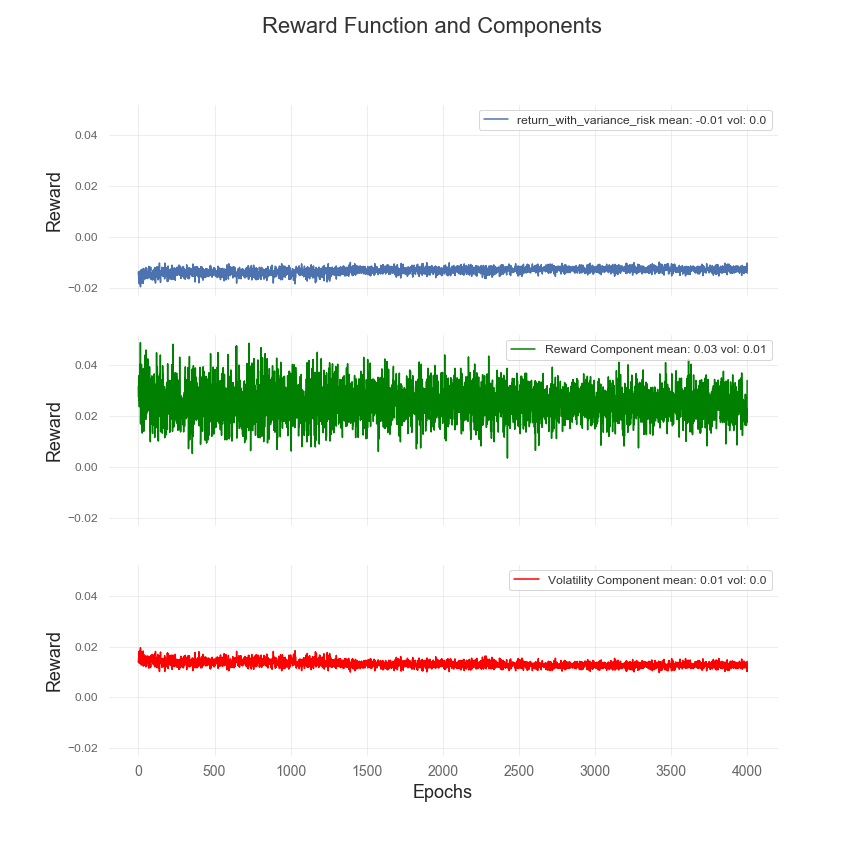 Reward Function and Components
return_with_variance_risk mean: -0.01 vol: 0.0
0.04
0.02
0.00
−0.02
Reward
Reward Component mean: 0.03 vol: 0.01
0.04
0.02
0.00
−0.02
Reward
Volatility Component mean: 0.01 vol: 0.0
0.04
0.02
0.00
−0.02
Reward
0 500 1000 1500 2000 2500 3000 3500 4000
Epochs